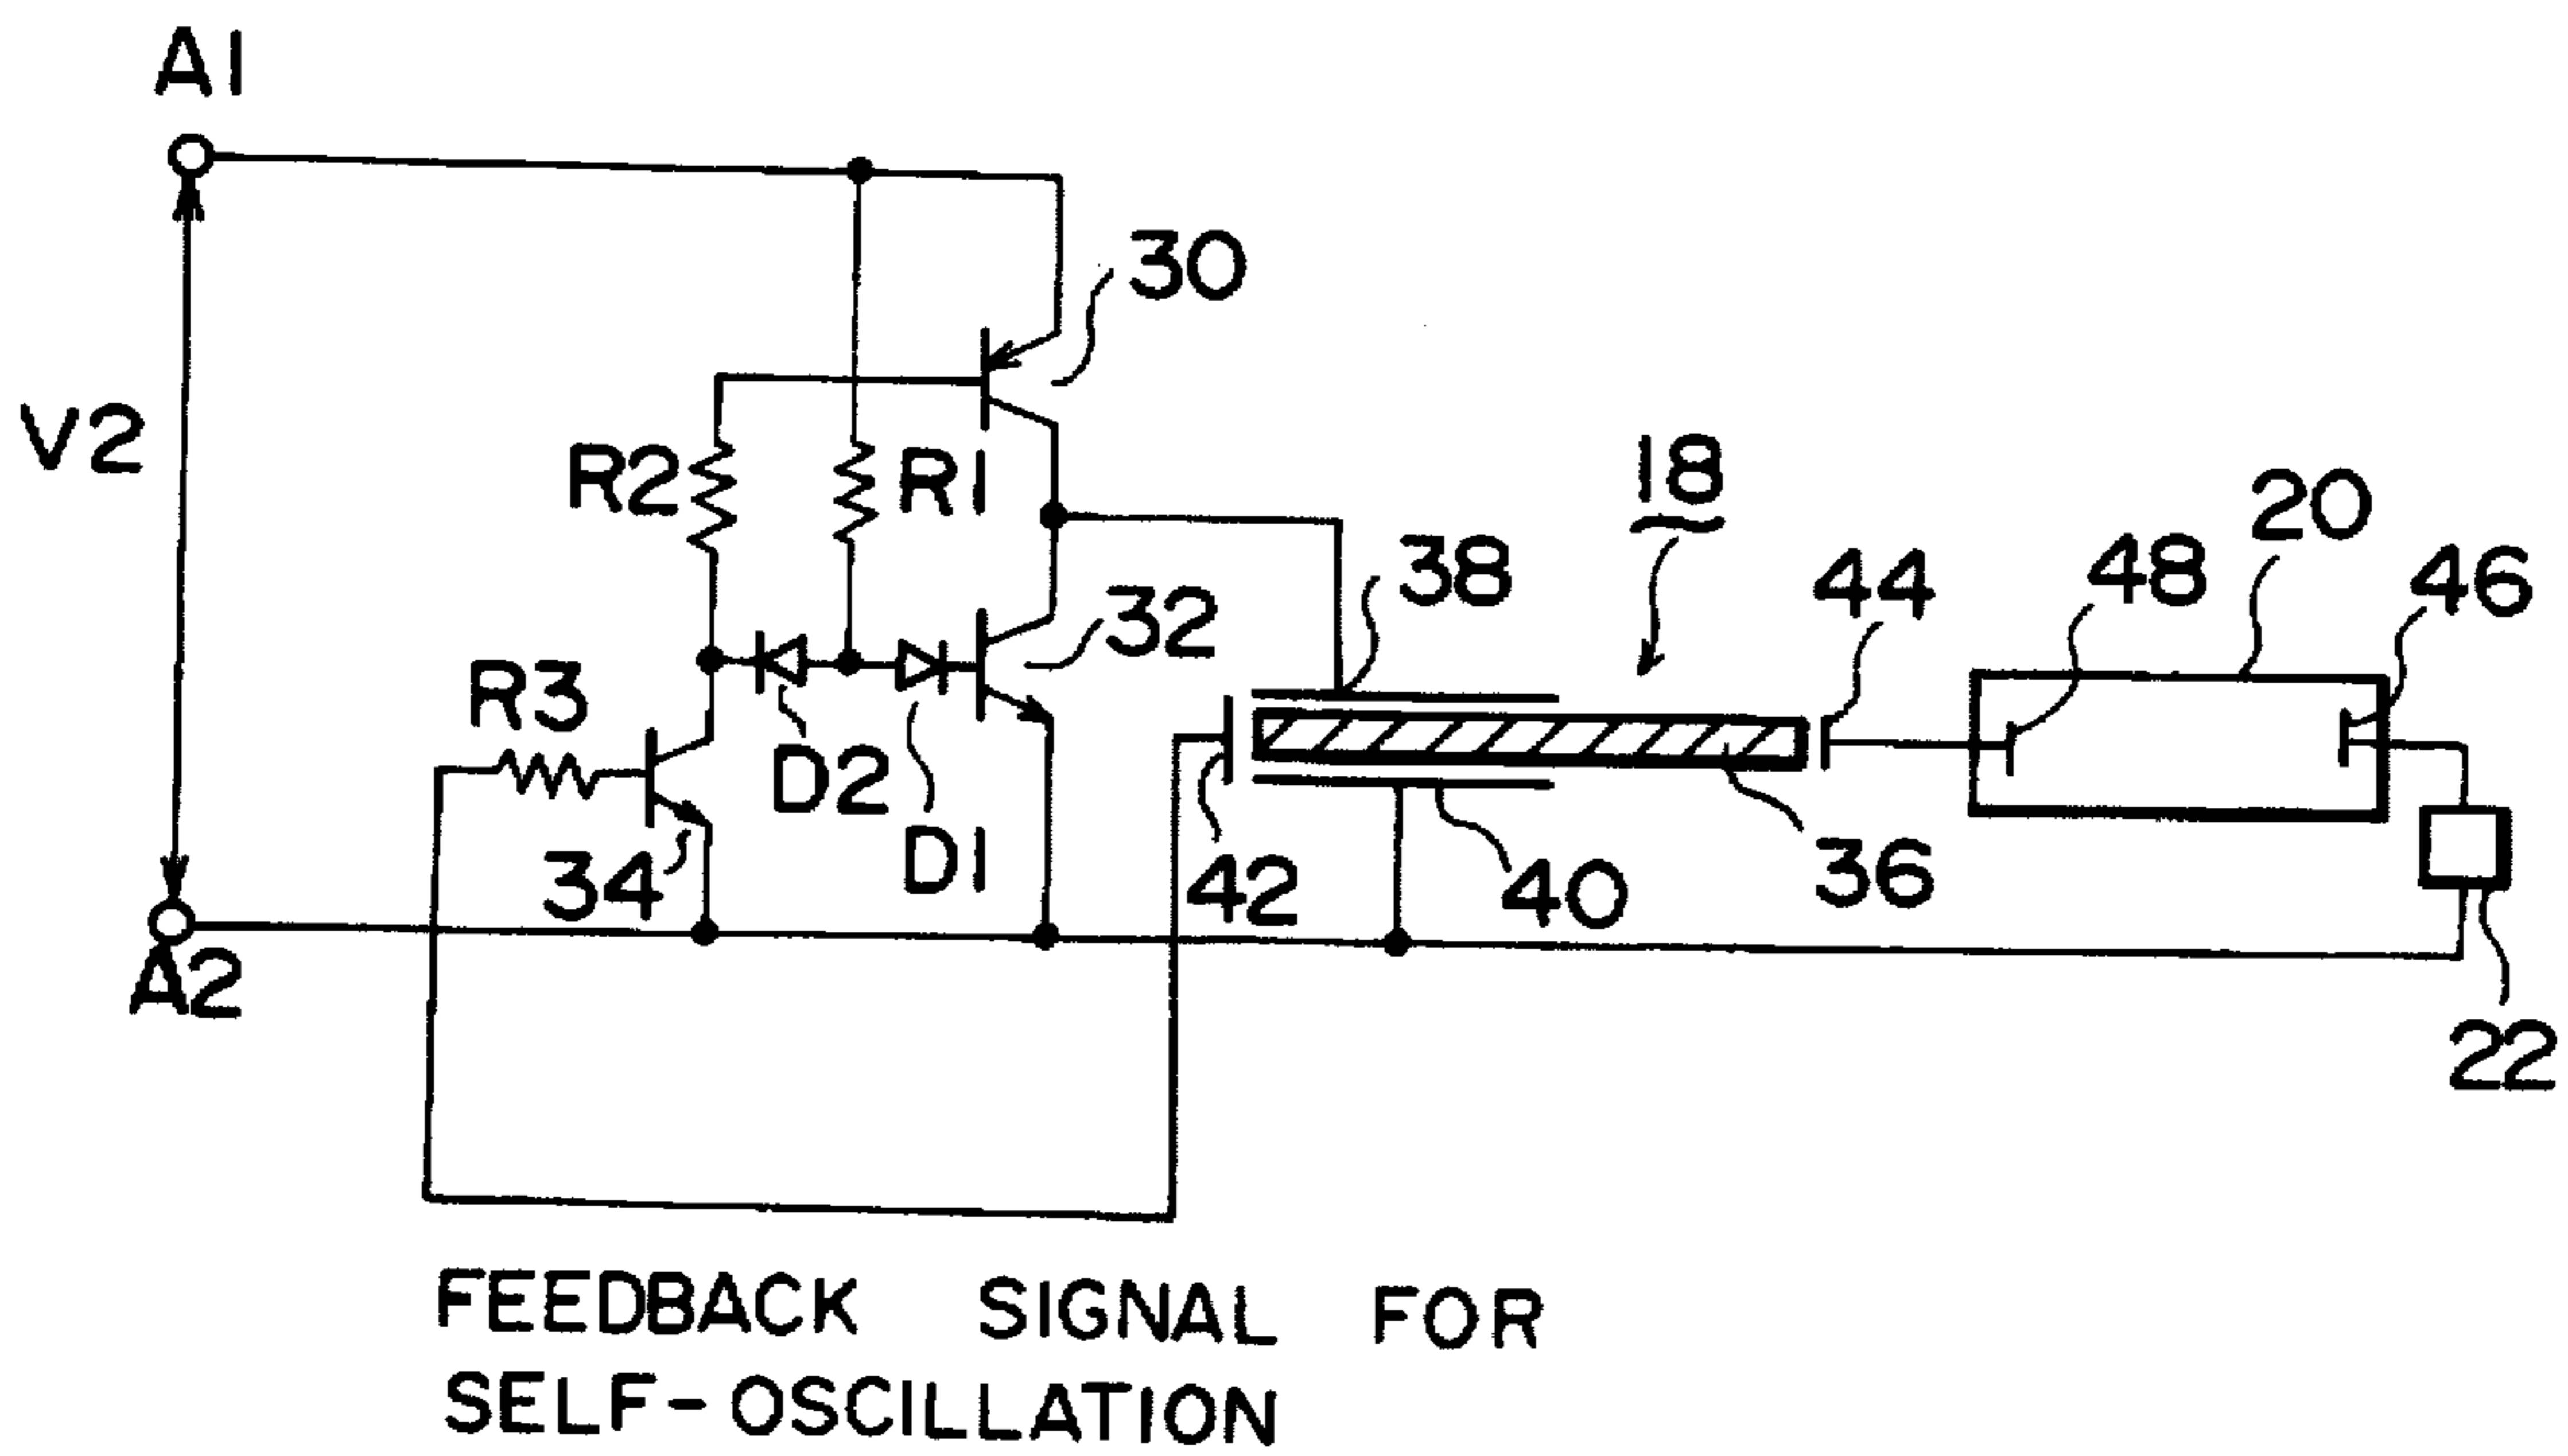 A1
30
V2
R2
R1
18
20
38
44
48
46
32
R3
D2
D1
34
42
40
36
A2
22
FEEDBACK SIGNAL FOR
SELF-OSCILLATION